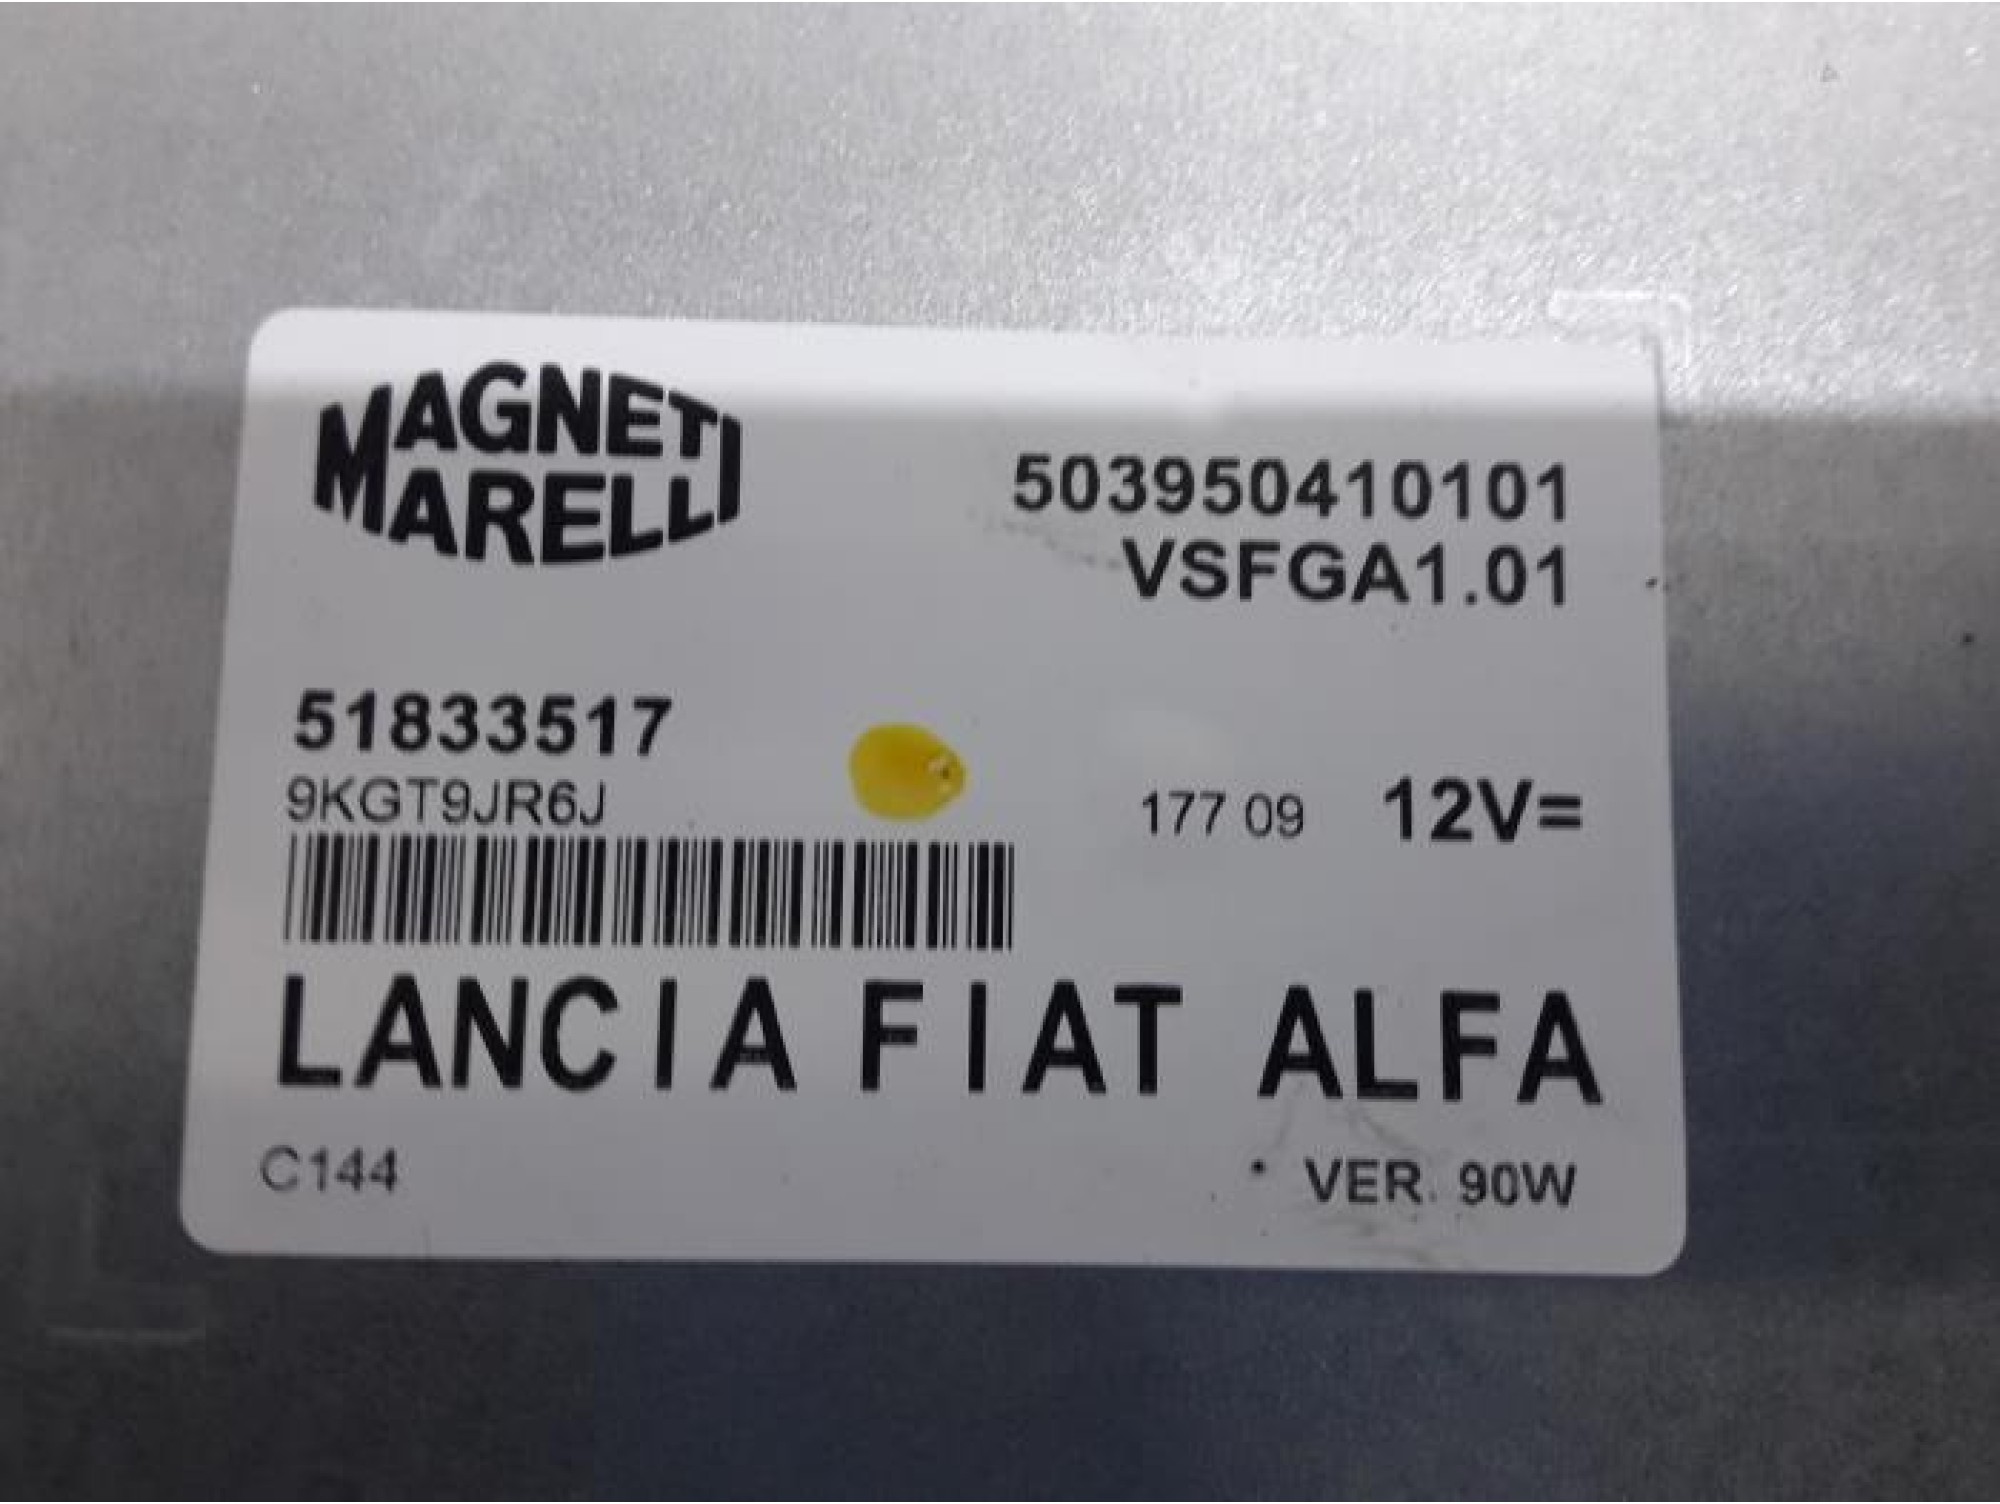 MAGNETI
MARELLI
503950410101
VSFGA1.01
51833517
9KGT9JR6J
177 09 12V=
LANCIA FIAT ALFA
C144
VER. 90W